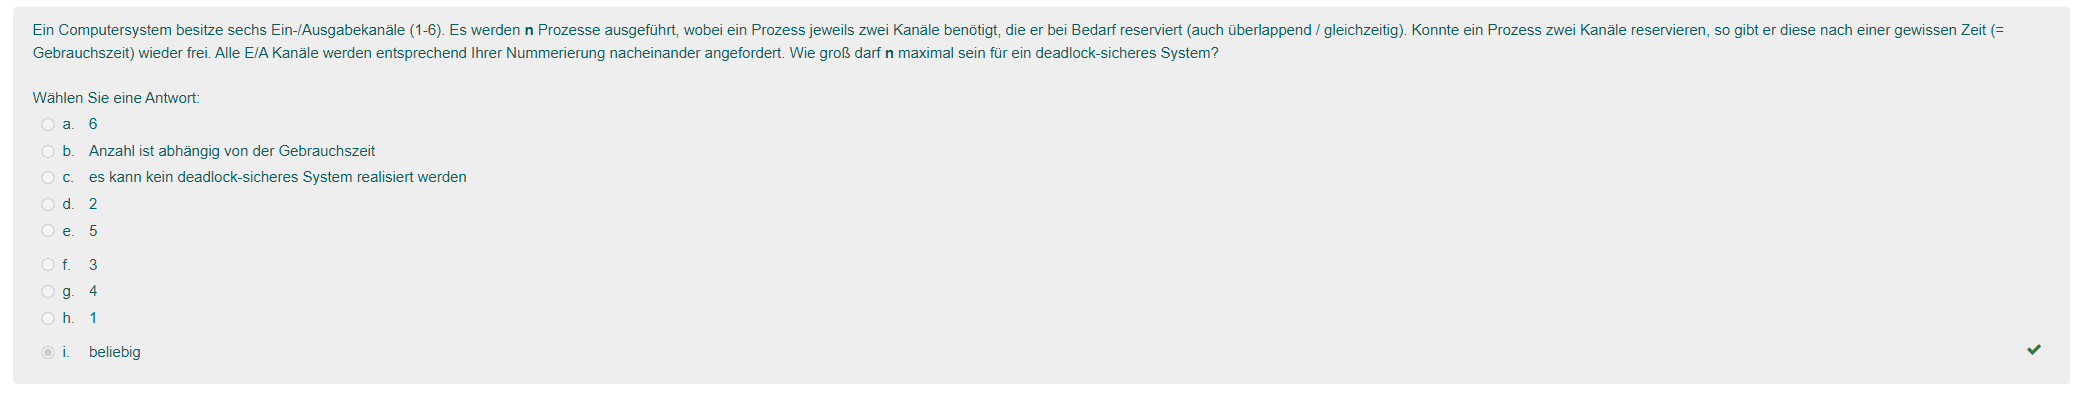 Ein Computersystem besitze sechs Ein-/Ausgabekanäle (1-6). Es werden n Prozesse ausgeführt, wobei ein Prozess jeweils zwei Kanäle benötigt, die er bei Bedarf reserviert (auch überlappend / gleichzeitig). Konnte ein Prozess zwei Kanäle reservieren, so gibt er diese nach einer gewissen Zeit (=
Gebrauchszeit) wieder frei. Alle E/A Kanäle werden entsprechend Ihrer Nummerierung nacheinander angefordert. Wie groß darf n maximal sein für ein deadlock-sicheres System?
Wählen Sie eine Antwort:
a. 6
b. Anzahl ist abhängig von der Gebrauchszeit
c. es kann kein deadlock-sicheres System realisiert werden
d. 2
e. 5
f. 3
g. 4
h. 1
i. beliebig